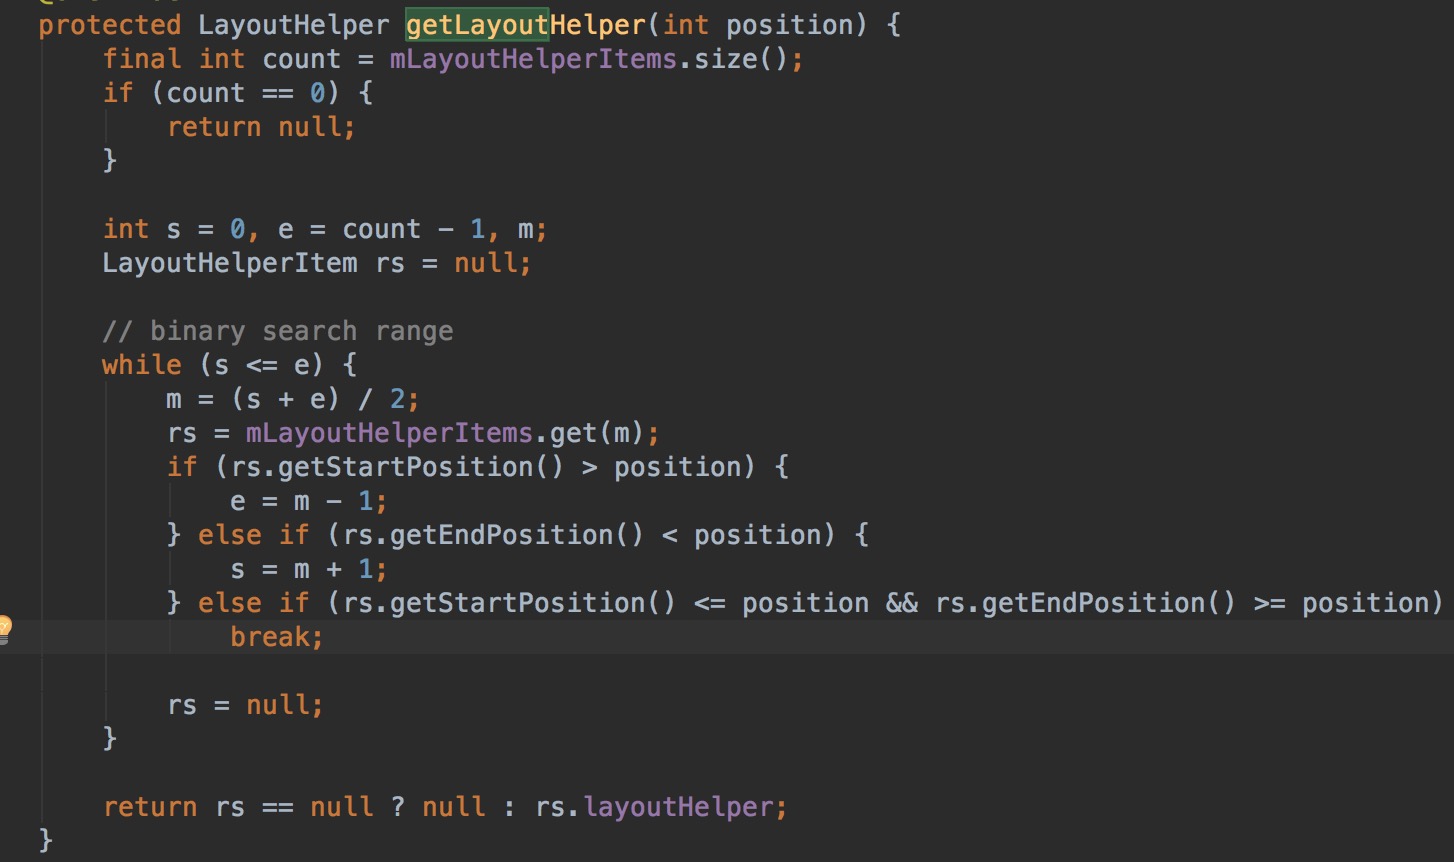 protected LayoutHelper getLayoutHelper(int position) {
    final int count = mLayoutHelperItems.size();
    if (count == 0) {
        return null;
    }

    int s = 0, e = count - 1, m;
    LayoutHelperItem rs = null;

    // binary search range
    while (s <= e) {
        m = (s + e) / 2;
        rs = mLayoutHelperItems.get(m);
        if (rs.getStartPosition() > position) {
            e = m - 1;
        } else if (rs.getEndPosition() < position) {
            s = m + 1;
        } else if (rs.getStartPosition() <= position && rs.getEndPosition() >= position)
            break;

        rs = null;
    }

    return rs == null ? null : rs.layoutHelper;
}